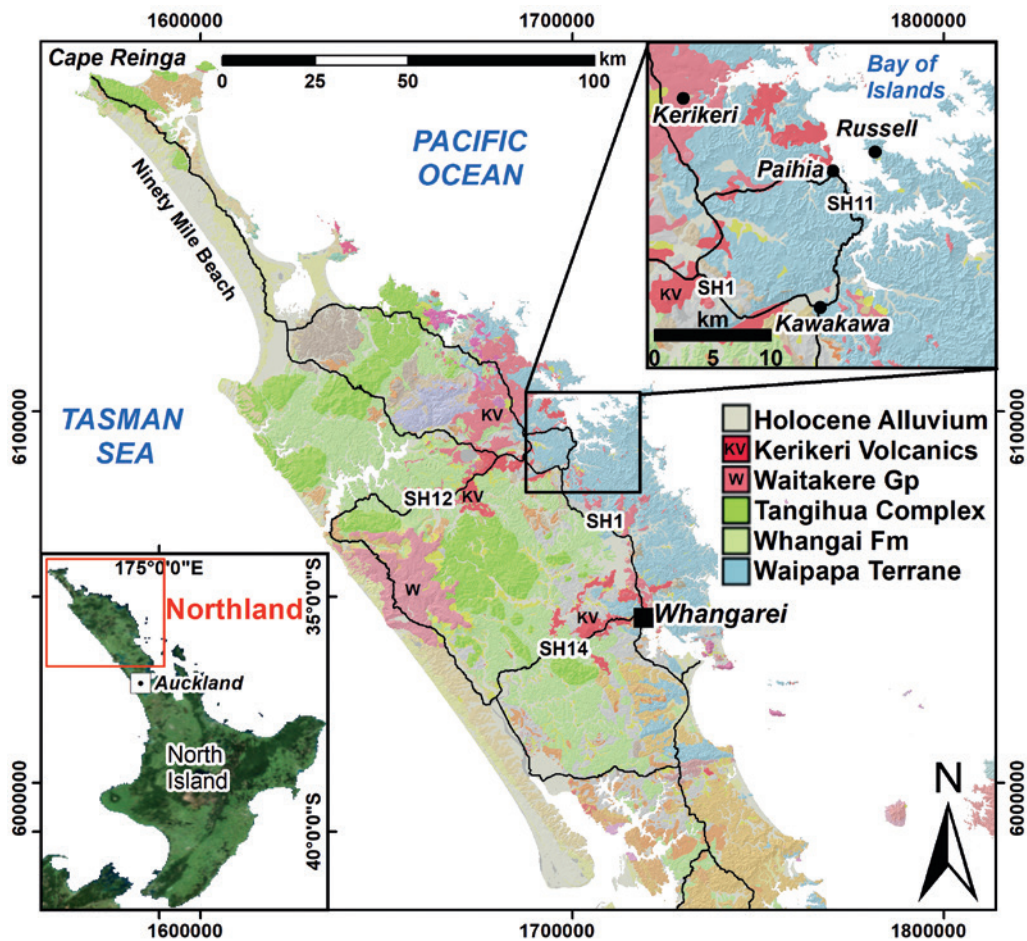 1600000
1700000
1800000
Cape Reinga
0
25
50
100
km
PACIFIC
OCEAN
Ninety Mile Beach
TASMAN
SEA
Bay of
Islands
Kerikeri
Russell
Paihia
SH11
KV
SH1
Kawakawa
km
0
5
10
6100000
6100000
KV
SH12
KV
SH1
W
KV
Whangarei
SH14
KV Kerikeri Volcanics
Holocene Alluvium
W Waitakere Gp
Tangihua Complex
Whangai Fm
Waipapa Terrane
175°0'0"E
Northland
35°0'0"S
Auckland
North
Island
40°0'0"S
6000000
6000000
N
1600000
1700000
1800000